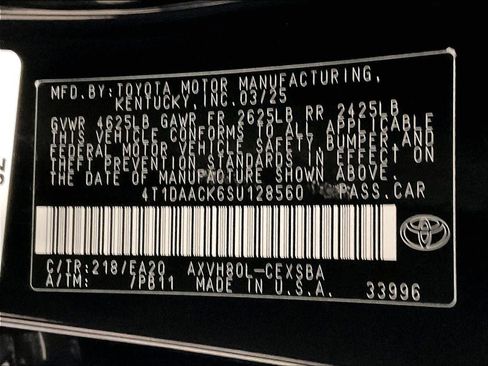 MFD.BY:TOYOTA MOTOR MANUFACTURING,
KENTUCKY,INC.03/25
GVWR 4625LB GAWR FR 2625LB RR 2425LB
THIS VEHICLE CONFORMS TO ALL APPLICABLE
FEDERAL MOTOR VEHICLE SAFETY,BUMPER,AND
THEFT PREVENTION STANDARDS IN EFFECT ON
THE DATE OF MANUFACTURE SHOWN ABOVE.
4T1DAACK6SU128560 PASS.CAR
C/TR:218/EA20 AXVH80L-CEXSBA
A/TM: /PB11 MADE IN U.S.A. 33996